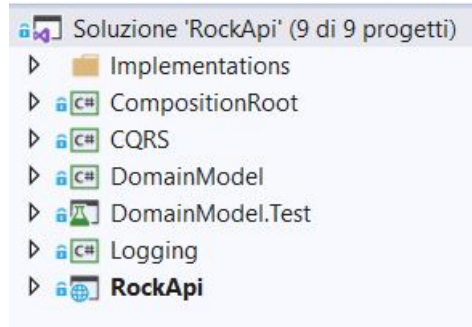 Soluzione 'RockApi' (9 di 9 progetti)
Implementations
C# CompositionRoot
C# CQRS
C# DomainModel
DomainModel.Test
C# Logging
RockApi